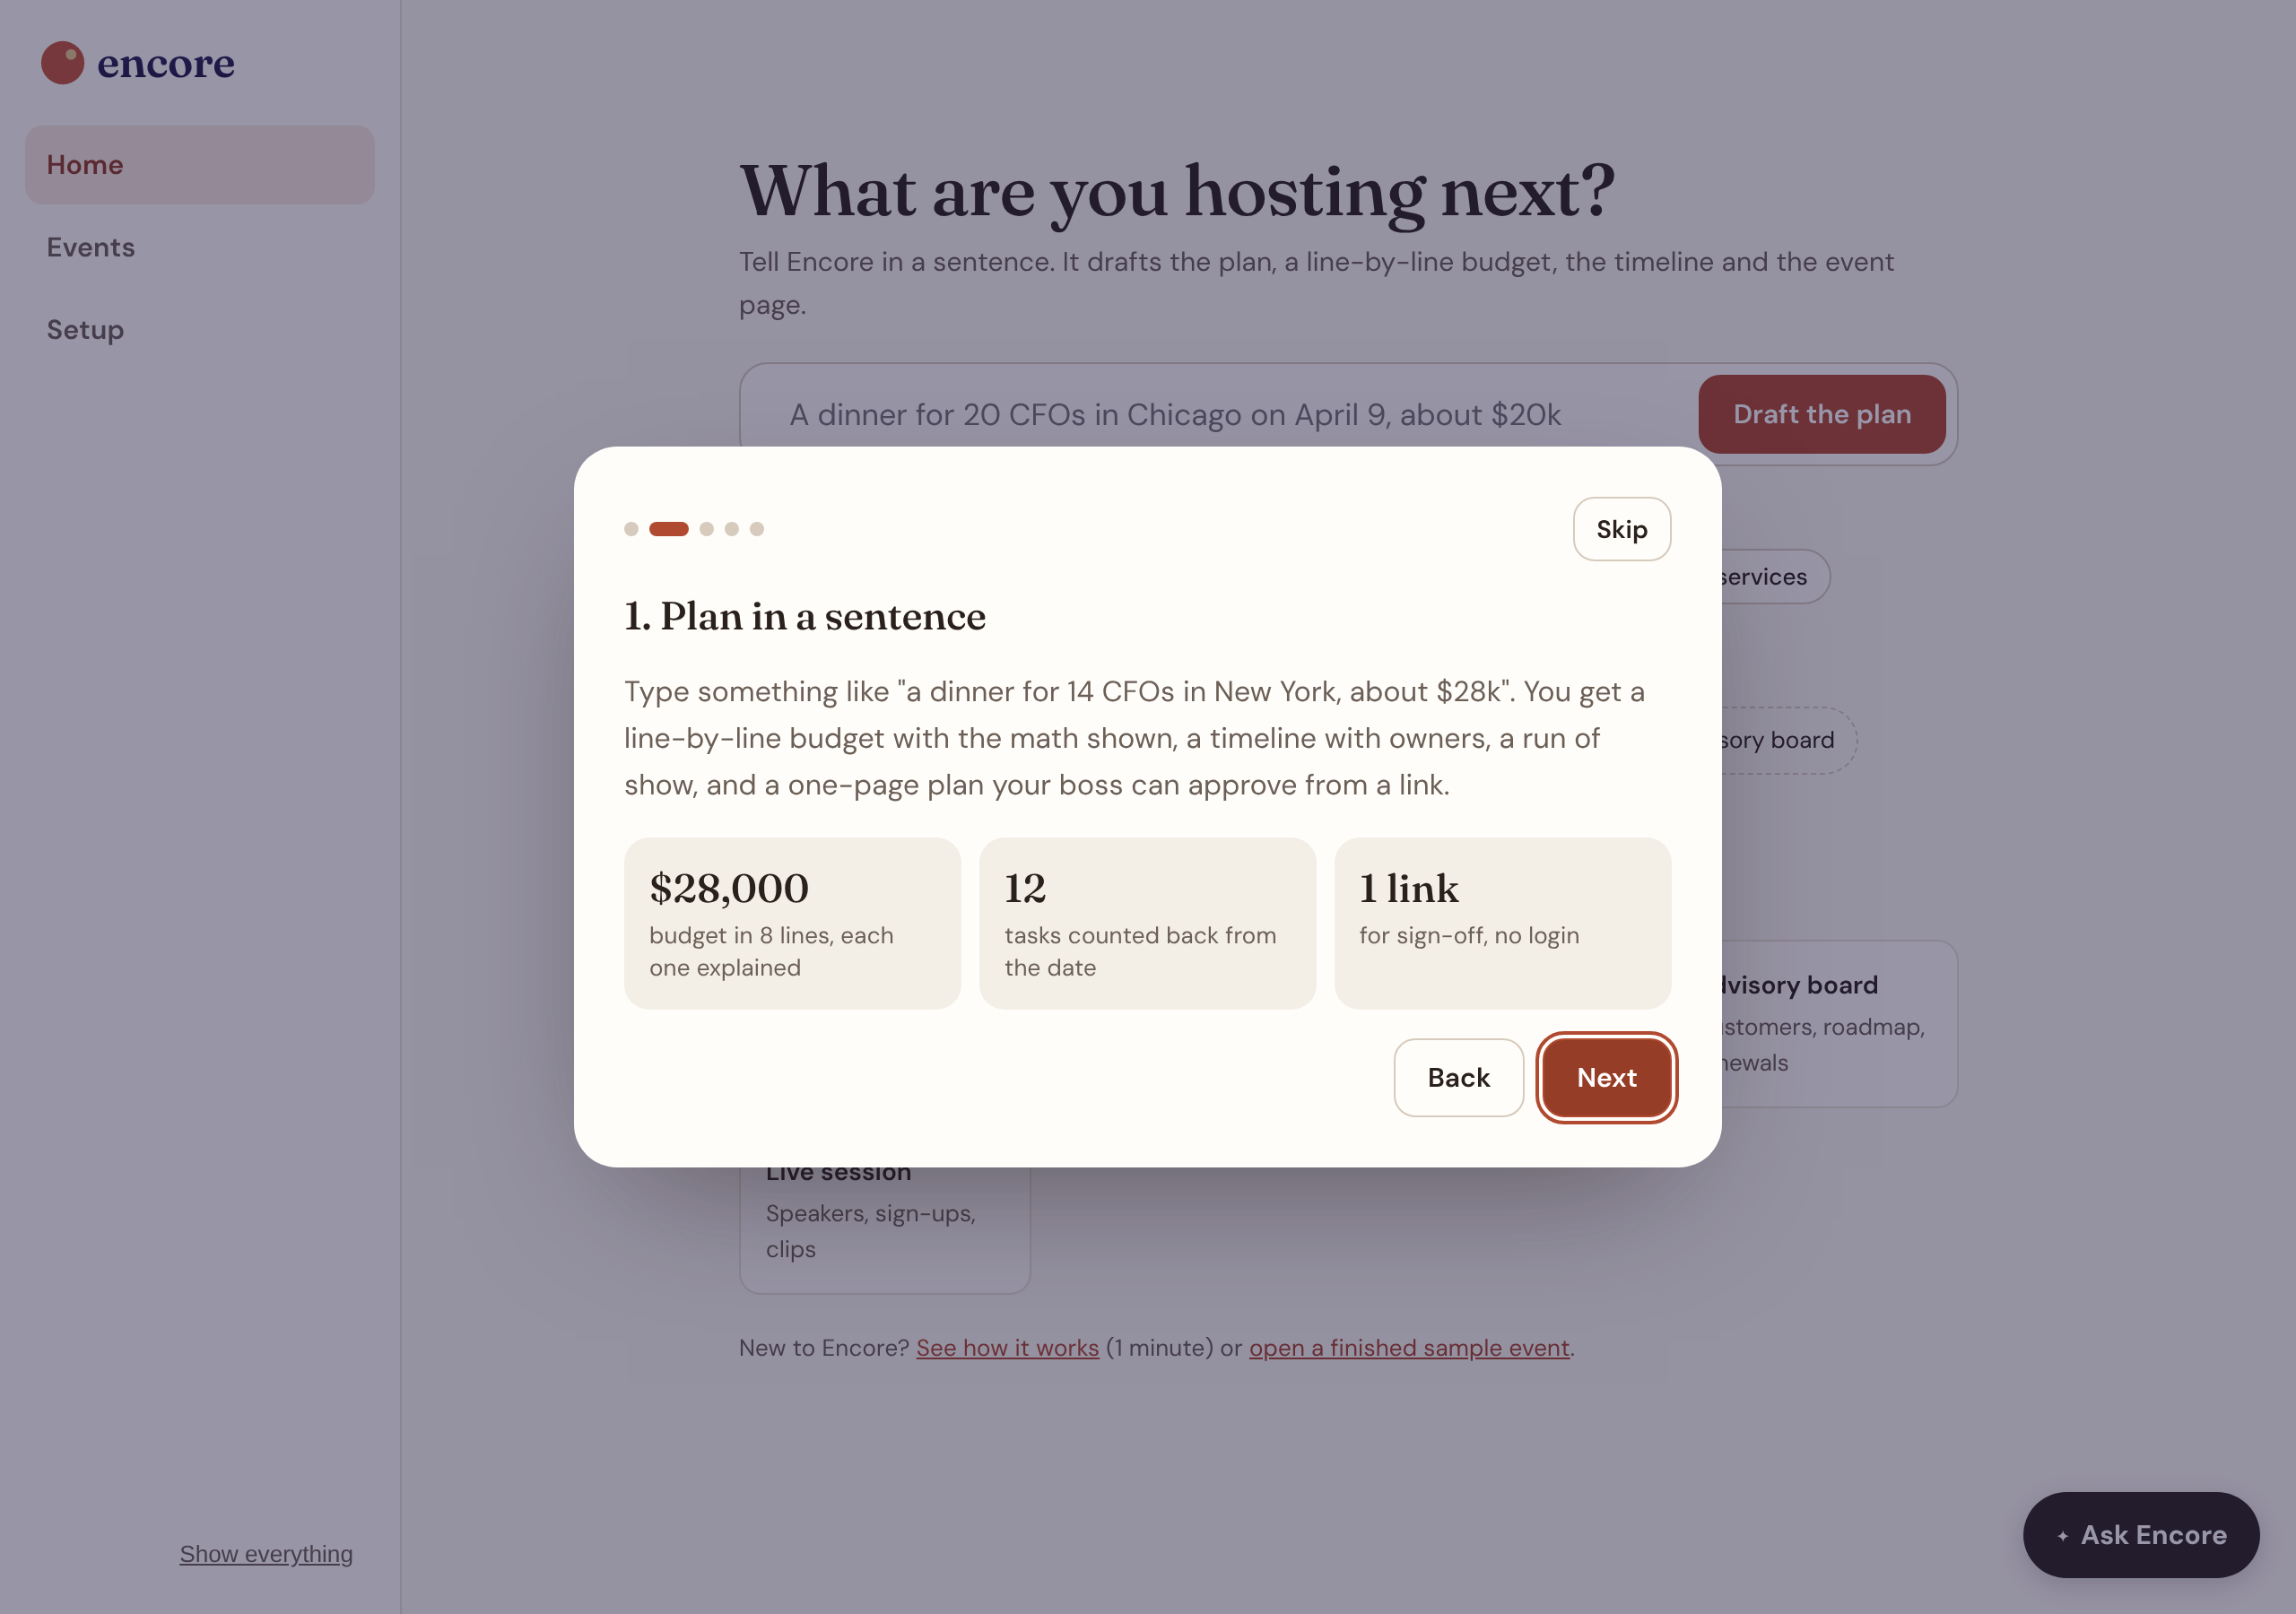 encore
Home
Events
Setup
What are you hosting next?
Tell Encore in a sentence. It drafts the plan, a line-by-line budget, the timeline and the event
page.
A dinner for 20 CFOs in Chicago on April 9, about $20k
Draft the plan
Skip
services
1. Plan in a sentence
Type something like "a dinner for 14 CFOs in New York, about $28k". You get a
line-by-line budget with the math shown, a timeline with owners, a run of
show, and a one-page plan your boss can approve from a link.
board
$28,000
budget in 8 lines, each
one explained
12
tasks counted back from
the date
1 link
for sign-off, no login
board
roadmap,
Back
Next
Live session
Speakers, sign-ups,
clips
New to Encore? See how it works (1 minute) or open a finished sample event.
Show everything
Ask Encore